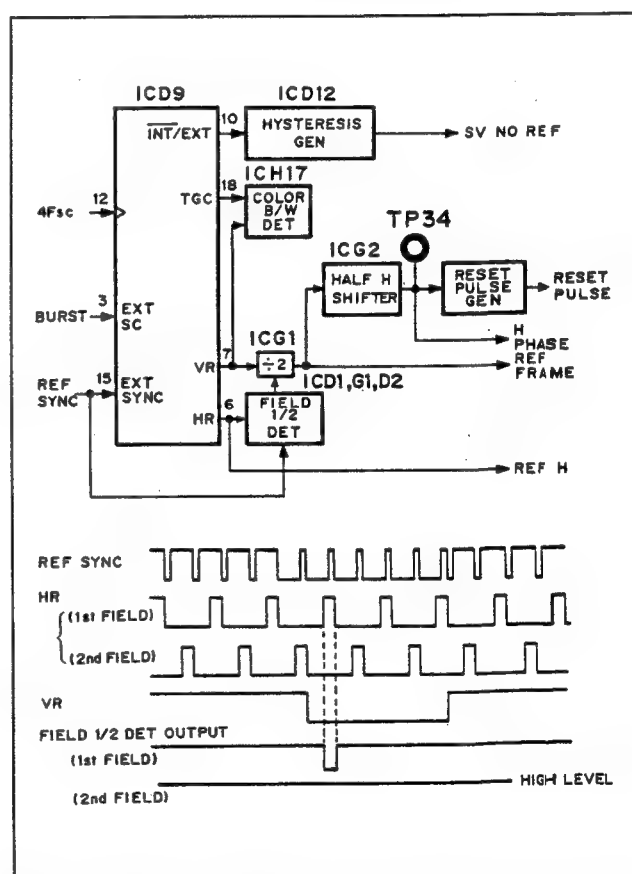 ICD9
ICD12
10
INT/EXT
HYSTERESIS
GEN
SV NO REF
ICH17
18
TGC
COLOR
B/W
DET
12
4Fsc
TP34
ICG2
HALF H
SHIFTER
RESET
PULSE
GEN
RESET
PULSE
3
BURST
EXT
SC
ICG1
7
VR
÷2
H
PHASE
REF
FRAME
ICD1,G1,D2
REF
SYNC
15
EXT
SYNC
6
HR
FIELD
1/2
DET
REF H
REF SYNC
HR
(1st FIELD)
(2nd FIELD)
VR
FIELD 1/2 DET OUTPUT
(1st FIELD)
HIGH LEVEL
(2nd FIELD)